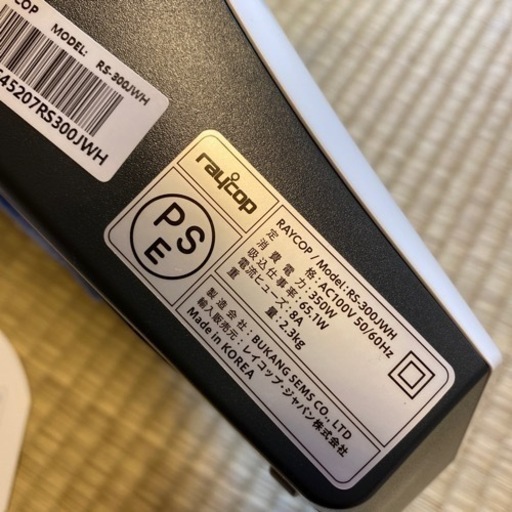 COP MODEL: RS-300JWH
45207RS300JWH
raycop
PS
E
RAYCOP / Model: RS-300JWH
定 格: AC100V 50/60Hz
消費電力: 350W
吸込仕事率: 65.1W
電流ヒューズ: 8A
重 量: 2.3kg
製造会社: BUKANG SEMS CO., LTD
輸入販売元: レイコップ・ジャパン株式会社
Made in KOREA